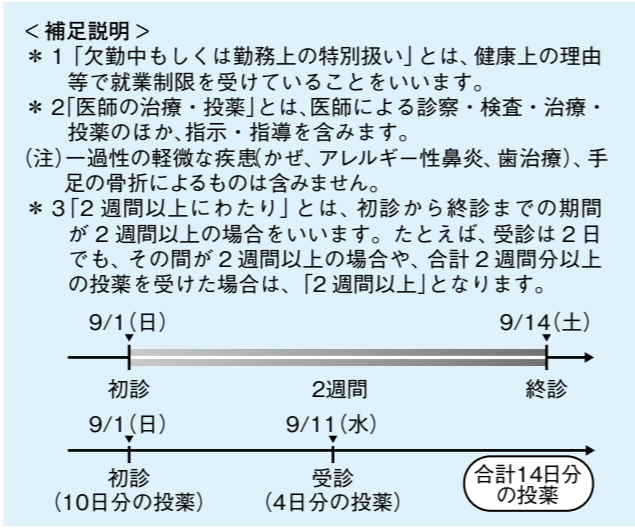 <補足説明>
＊1「欠勤中もしくは勤務上の特別扱い」とは、健康上の理由
等で就業制限を受けていることをいいます。
＊2「医師の治療・投薬」とは、医師による診察・検査・治療・
投薬のほか、指示・指導を含みます。
(注)一過性の軽微な疾患(かぜ、アレルギー性鼻炎、歯治療)、手
足の骨折によるものは含みません。
＊3「2週間以上にわたり」とは、初診から終診までの期間
が2週間以上の場合をいいます。たとえば、受診は2日
でも、その間が2週間以上の場合や、合計2週間分以上
の投薬を受けた場合は、「2週間以上」となります。
9/1(日) 9/14(土)
初診 2週間 終診
9/1(日) 9/11(水)
初診 受診 合計14日分
(10日分の投薬) (4日分の投薬) の投薬